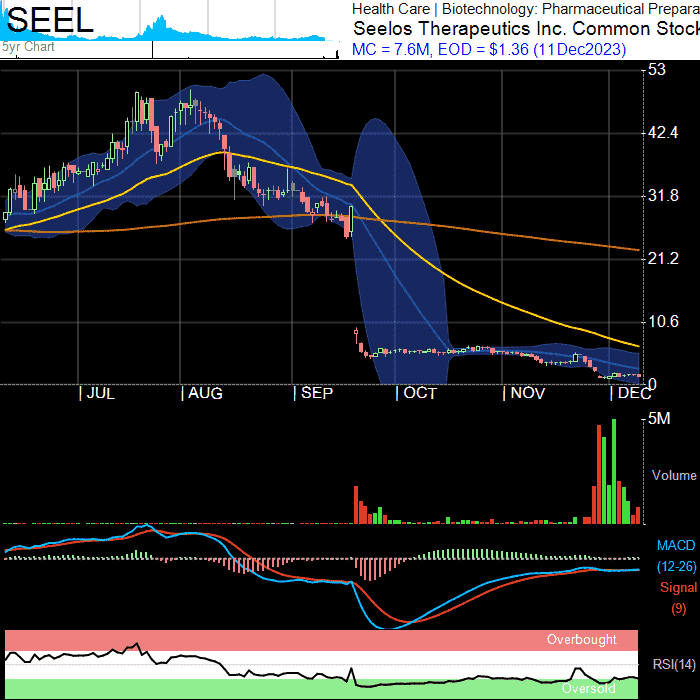 SEEL
5yr Chart
Health Care | Biotechnology: Pharmaceutical Prepara
Seelos Therapeutics Inc. Common Stock
MC = 7.6M, EOD = $1.36 (11Dec2023)
53
42.4
31.8
21.2
10.6
0
| JUL | AUG | SEP | OCT | NOV | DEC
5M
Volume
MACD
(12-26)
Signal
(9)
Overbought
RSI(14)
Oversold